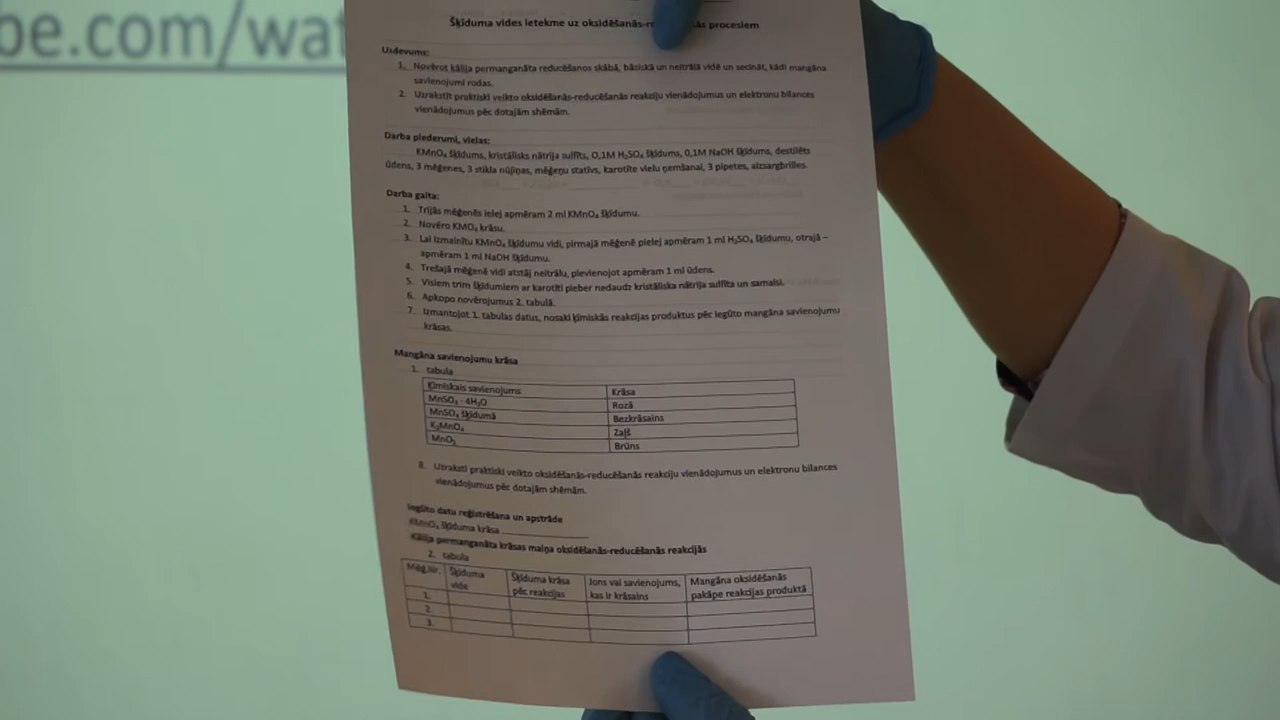 be.com/wat
Šķīduma vides ietekme uz oksidēšanās- procesiem
Uzdevums:
1. Novērot kālija permanganāta reducēšanos skābā, bāziskā un neitrālā vidē un secināt, kādi mangāna
savienojumi rodas.
2. Uzrakstīt praktiski veikto oksidēšanās-reducēšanās reakciju vienādojumus un elektronu bilances
vienādojumus pēc dotajām shēmām.
Darba piederumi, vielas:
KMnO₄ šķīdums, kristālisks nātrija sulfīts, 0,1M H₂SO₄ šķīdums, 0,1M NaOH šķīdums, destilēts
ūdens, 3 mēģenes, 3 stikla nūjiņas, mēģeņu statīvs, karotīte vielu ņemšanai, 3 pipetes, aizsargbrilles.
Darba gaita:
1. Trijās mēģenēs ielej apmēram 2 ml KMnO₄ šķīdumu.
2. Novēro KMO₄ krāsu.
3. Lai izmainītu KMnO₄ šķīdumu vidi, pirmajā mēģenē pielej apmēram 1 ml H₂SO₄ šķīdumu, otrajā –
apmēram 1 ml NaOH šķīdumu.
4. Trešajā mēģenē vidi atstāj neitrālu, pievienojot apmēram 1 ml ūdens.
5. Visiem trim šķīdumiem ar karotīti pieber nedaudz kristāliska nātrija sulfīta un samaisi.
6. Apkopo novērojumus 2. tabulā.
7. Izmantojot 1. tabulas datus, nosaki ķīmiskās reakcijas produktus pēc iegūto mangāna savienojumu
krāsas.
Mangāna savienojumu krāsa
1. tabula
Ķīmiskais savienojums Krāsa
MnSO₄ · 4H₂O Rozā
MnSO₄ šķīdumā Bezkrāsains
K₂MnO₄ Zaļš
MnO₂ Brūns
8. Uzraksti praktiski veikto oksidēšanās-reducēšanās reakciju vienādojumus un elektronu bilances
vienādojumus pēc dotajām shēmām.
Iegūto datu reģistrēšana un apstrāde
KMnO₄ šķīduma krāsa
Kālija permanganāta krāsas maiņa oksidēšanās-reducēšanās reakcijās
2. tabula
Mēģ.Nr. Šķīduma vide Šķīduma krāsa pēc reakcijas Jons vai savienojums, kas ir krāsains Mangāna oksidēšanās pakāpe reakcijas produktā
1.
2.
3.